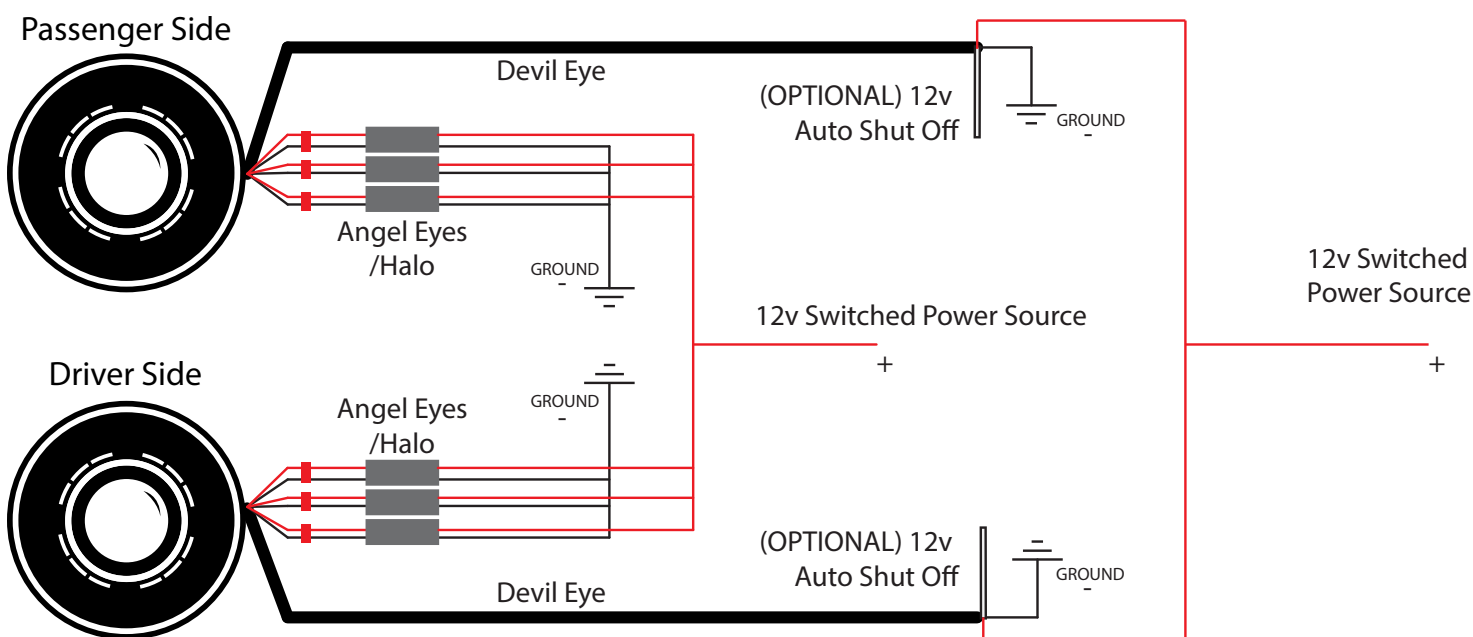 Passenger Side
Devil Eye
(OPTIONAL) 12v
Auto Shut Off
GROUND
-
Angel Eyes
/Halo
GROUND
-
12v Switched
Power Source
+
12v Switched Power Source
+
Driver Side
Angel Eyes
/Halo
GROUND
-
(OPTIONAL) 12v
Auto Shut Off
GROUND
-
Devil Eye